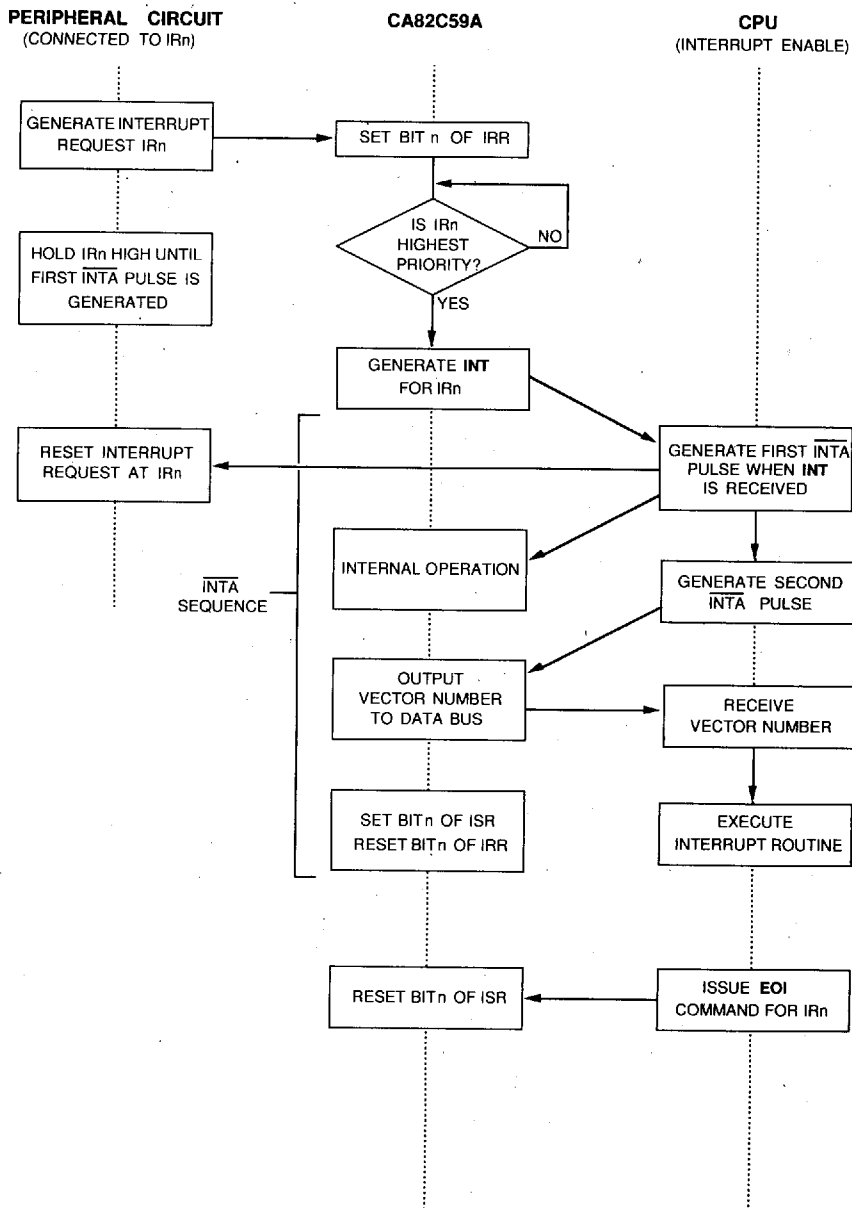 PERIPHERAL CIRCUIT
(CONNECTED TO IRn)
CA82C59A
CPU
(INTERRUPT ENABLE)
GENERATE INTERRUPT
REQUEST IRn
SET BIT n OF IRR
IS IRn
HIGHEST
PRIORITY?
NO
YES
HOLD IRn HIGH UNTIL
FIRST I̅N̅T̅A̅ PULSE IS
GENERATED
GENERATE INT
FOR IRn
RESET INTERRUPT
REQUEST AT IRn
GENERATE FIRST I̅N̅T̅A̅
PULSE WHEN INT
IS RECEIVED
I̅N̅T̅A̅
SEQUENCE
INTERNAL OPERATION
GENERATE SECOND
I̅N̅T̅A̅ PULSE
OUTPUT
VECTOR NUMBER
TO DATA BUS
RECEIVE
VECTOR NUMBER
SET BITn OF ISR
RESET BITn OF IRR
EXECUTE
INTERRUPT ROUTINE
RESET BITn OF ISR
ISSUE EOI
COMMAND FOR IRn